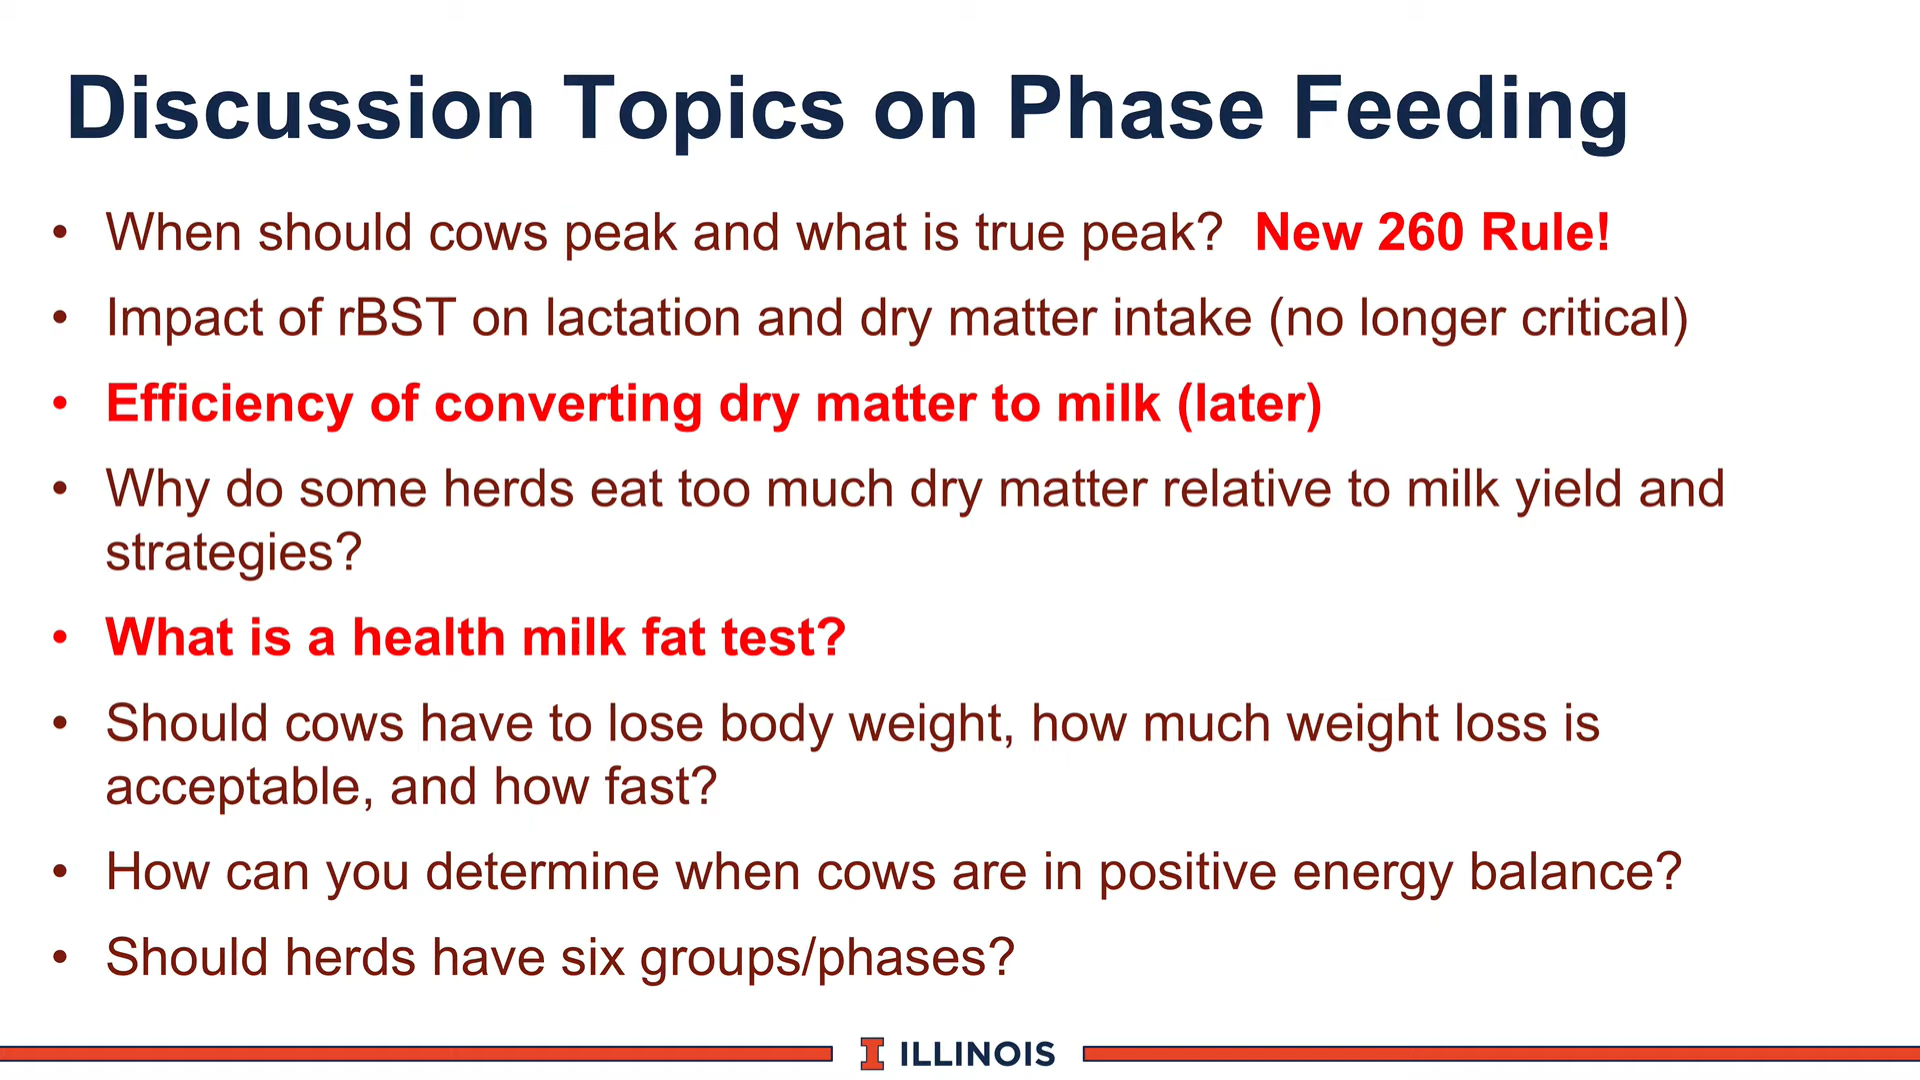 Discussion Topics on Phase Feeding
• When should cows peak and what is true peak? New 260 Rule!
• Impact of rBST on lactation and dry matter intake (no longer critical)
• Efficiency of converting dry matter to milk (later)
• Why do some herds eat too much dry matter relative to milk yield and
strategies?
• What is a health milk fat test?
• Should cows have to lose body weight, how much weight loss is
acceptable, and how fast?
• How can you determine when cows are in positive energy balance?
• Should herds have six groups/phases?
I ILLINOIS